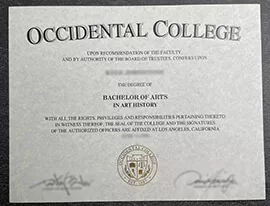 OCCIDENTAL COLLEGE
UPON RECOMMENDATION OF THE FACULTY,
AND BY AUTHORITY OF THE BOARD OF TRUSTEES, CONFERS UPON
THE DEGREE OF
BACHELOR OF ARTS
IN ART HISTORY
WITH ALL THE RIGHTS, PRIVILEGES AND RESPONSIBILITIES PERTAINING THERETO
IN WITNESS THEREOF, THE SEAL OF THE COLLEGE AND THE SIGNATURES
OF THE AUTHORIZED OFFICERS ARE AFFIXED AT LOS ANGELES, CALIFORNIA